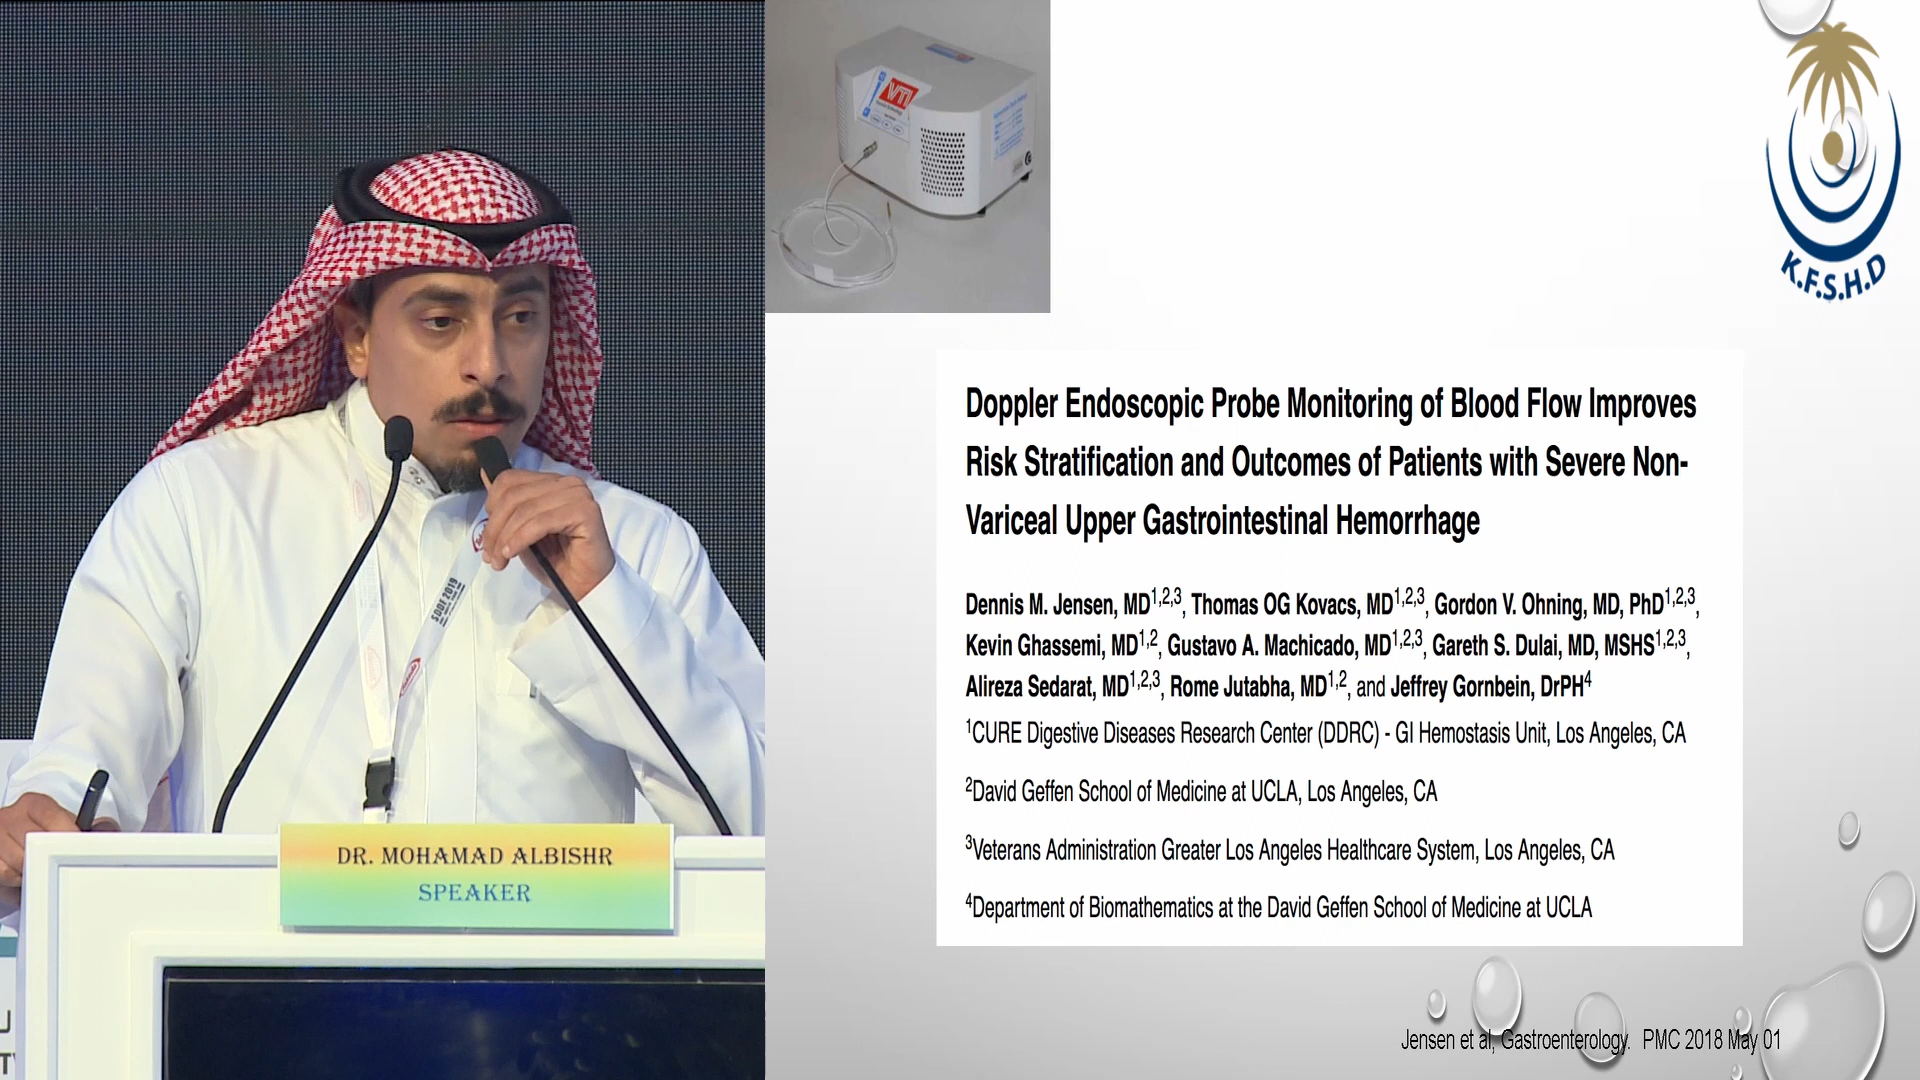 DR. MOHAMAD ALBISHR
SPEAKER
SDDI 2019
VTI
K.F.S.H.D
Doppler Endoscopic Probe Monitoring of Blood Flow Improves
Risk Stratification and Outcomes of Patients with Severe Non-
Variceal Upper Gastrointestinal Hemorrhage
Dennis M. Jensen, MD1,2,3, Thomas OG Kovacs, MD1,2,3, Gordon V. Ohning, MD, PhD1,2,3,
Kevin Ghassemi, MD1,2, Gustavo A. Machicado, MD1,2,3, Gareth S. Dulai, MD, MSHS1,2,3,
Alireza Sedarat, MD1,2,3, Rome Jutabha, MD1,2, and Jeffrey Gornbein, DrPH4
1CURE Digestive Diseases Research Center (DDRC) - GI Hemostasis Unit, Los Angeles, CA
2David Geffen School of Medicine at UCLA, Los Angeles, CA
3Veterans Administration Greater Los Angeles Healthcare System, Los Angeles, CA
4Department of Biomathematics at the David Geffen School of Medicine at UCLA
Jensen et al, Gastroenterology. PMC 2018 May 01